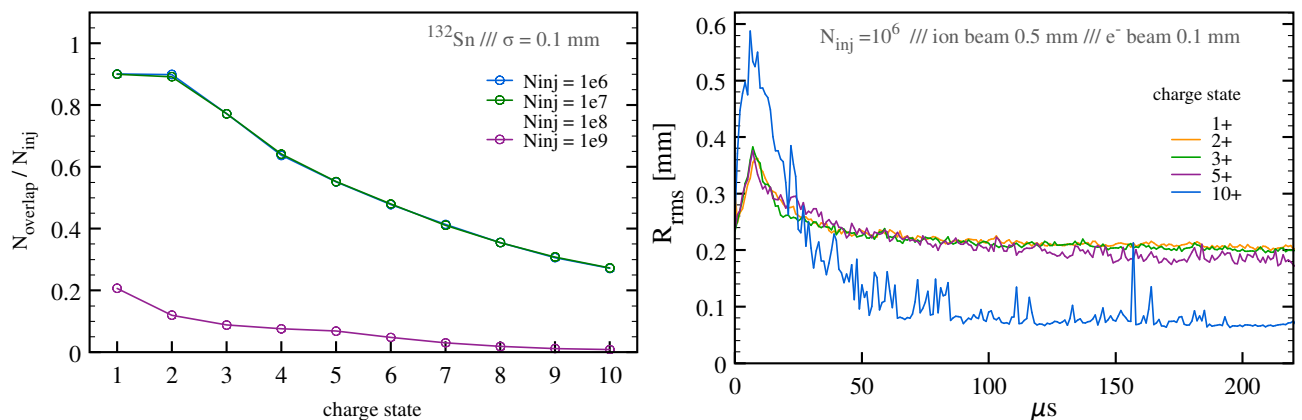 ¹³²Sn /// σ = 0.1 mm
Ninj = 1e6
Ninj = 1e7
Ninj = 1e8
Ninj = 1e9
N_overlap / N_inj
1
0.8
0.6
0.4
0.2
0
1 2 3 4 5 6 7 8 9 10
charge state
N_inj =10⁶ /// ion beam 0.5 mm /// e⁻ beam 0.1 mm
charge state
1+
2+
3+
5+
10+
R_rms [mm]
0.6
0.5
0.4
0.3
0.2
0.1
0
0 50 100 150 200
μs